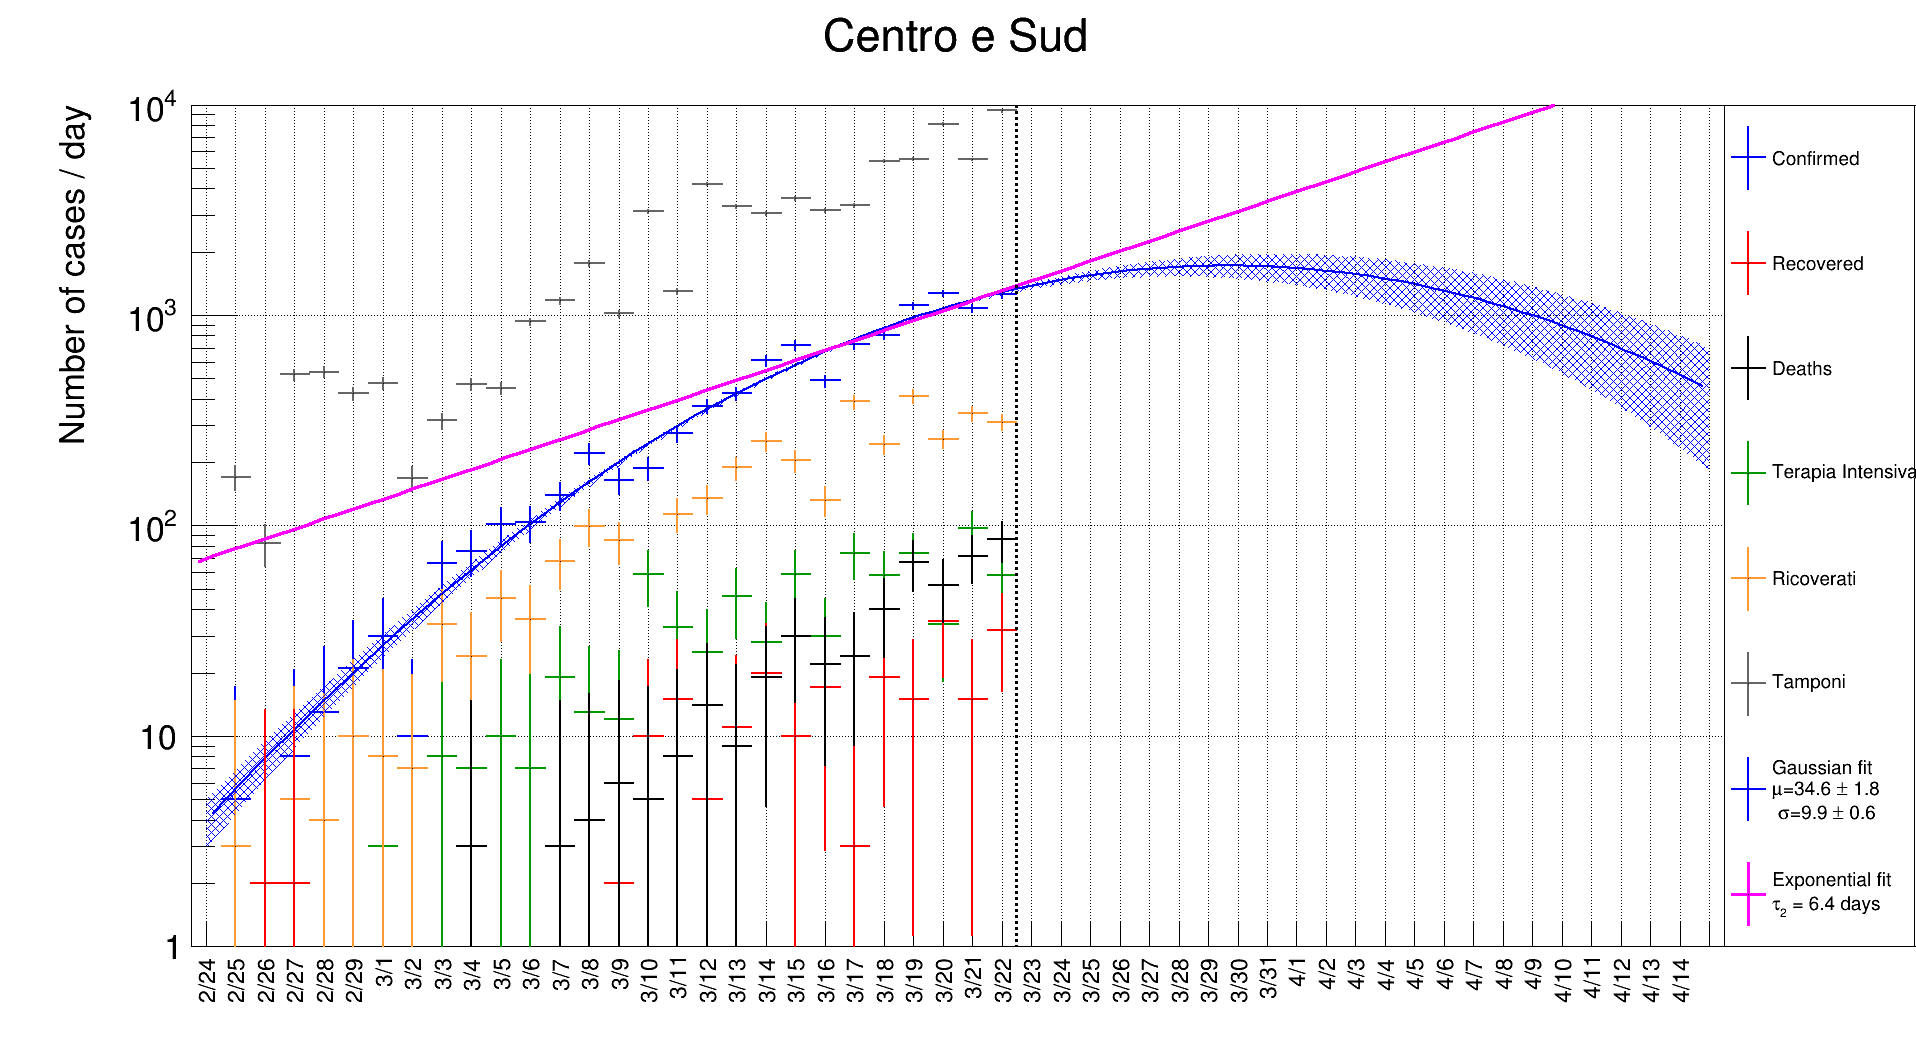 Centro e Sud
Number of cases / day
10⁴
10³
10²
10
1
2/24 2/25 2/26 2/27 2/28 2/29 3/1 3/2 3/3 3/4 3/5 3/6 3/7 3/8 3/9 3/10 3/11 3/12 3/13 3/14 3/15 3/16 3/17 3/18 3/19 3/20 3/21 3/22 3/23 3/24 3/25 3/26 3/27 3/28 3/29 3/30 3/31 4/1 4/2 4/3 4/4 4/5 4/6 4/7 4/8 4/9 4/10 4/11 4/12 4/13 4/14
Confirmed
Recovered
Deaths
Terapia Intensiva
Ricoverati
Tamponi
Gaussian fit
μ=34.6 ± 1.8
σ=9.9 ± 0.6
Exponential fit
τ₂ = 6.4 days